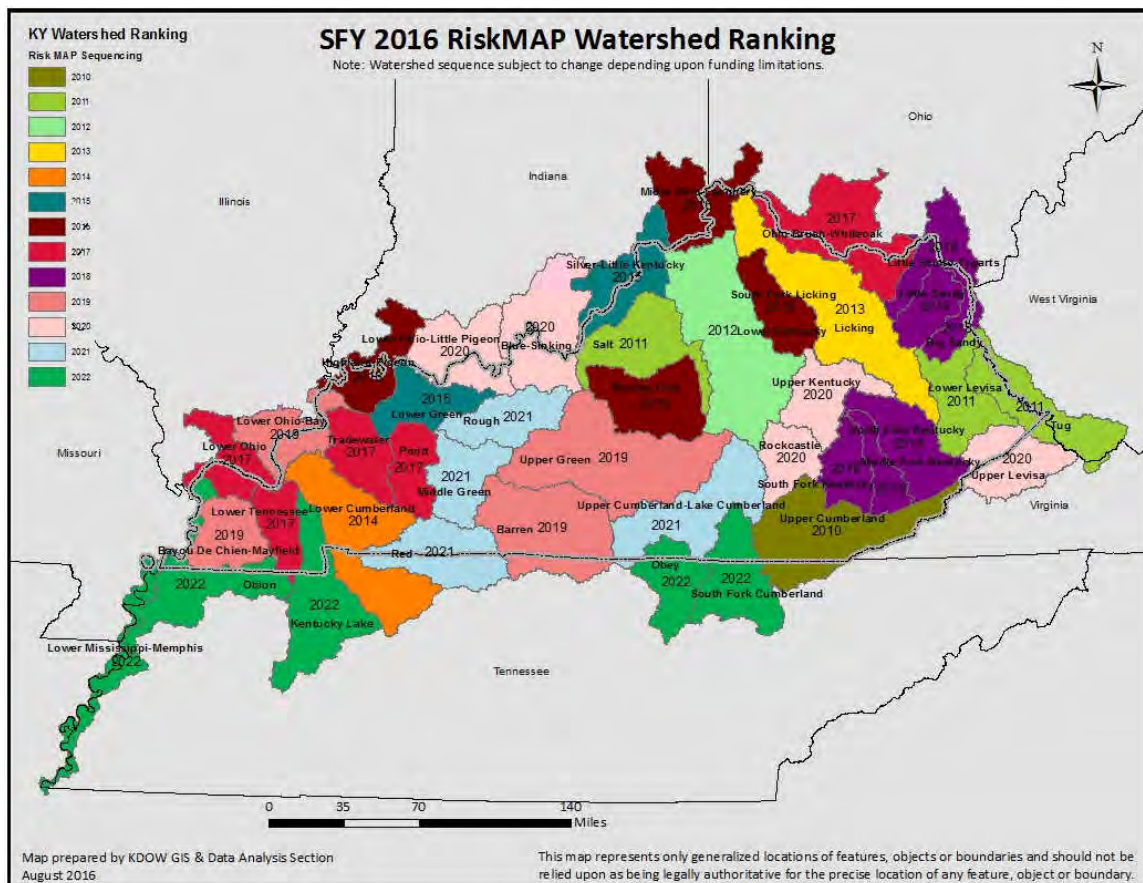 SFY 2016 RiskMAP Watershed Ranking
Note: Watershed sequence subject to change depending upon funding limitations.
KY Watershed Ranking
Risk MAP Sequencing
2010
2011
2012
2013
2014
2015
2016
2017
2018
2019
2020
2021
2022
N
Ohio
Indiana
Illinois
West Virginia
Missouri
Virginia
Tennessee
2017
Ohio-Brush-Whiteoak
Silver-Little Kentucky
2015
South Fork Licking
2013
Licking
2012
Lower Kentucky
Salt
2011
2020
Blue-Sinking
Lower Ohio-Little Pigeon
2020
2015
Lower Green
Rough
2021
Upper Kentucky
2020
Lower Levisa
2011
2011
Tug
Big Sandy
2020
Upper Levisa
Rockcastle
2020
South Fork Kentucky
Upper Cumberland
2010
Upper Green
2019
Upper Cumberland-Lake Cumberland
2021
Barren
2019
2021
Middle Green
Pond
2017
Tradewater
2017
Lower Ohio-Bay
2019
Lower Ohio
2017
Lower Cumberland
2014
Lower Tennessee
2017
2019
Bayou De Chien-Mayfield
Red
2021
Obey
2022
2022
South Fork Cumberland
2022
Obion
2022
Kentucky Lake
Lower Mississippi-Memphis
2022
0 35 70 140
Miles
Map prepared by KDOW GIS & Data Analysis Section
August 2016
This map represents only generalized locations of features, objects or boundaries and should not be
relied upon as being legally authoritative for the precise location of any feature, object or boundary.